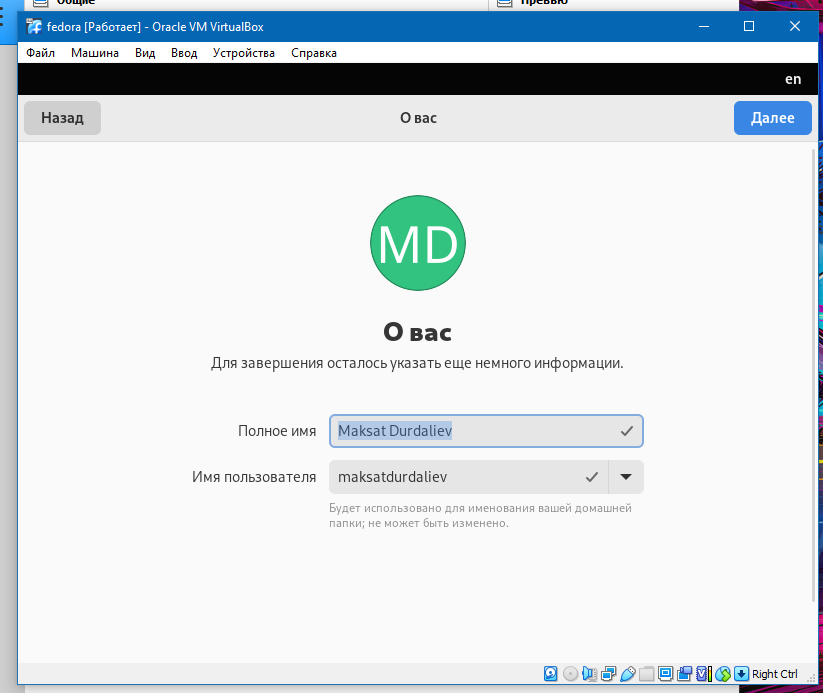 Общие
Превью
fedora [Работает] - Oracle VM VirtualBox
Файл Машина Вид Ввод Устройства Справка
en
Назад О вас Далее
MD
О вас
Для завершения осталось указать еще немного информации.
Полное имя Maksat Durdaliev
Имя пользователя maksatdurdaliev
Будет использовано для именования вашей домашней
папки; не может быть изменено.
Right Ctrl